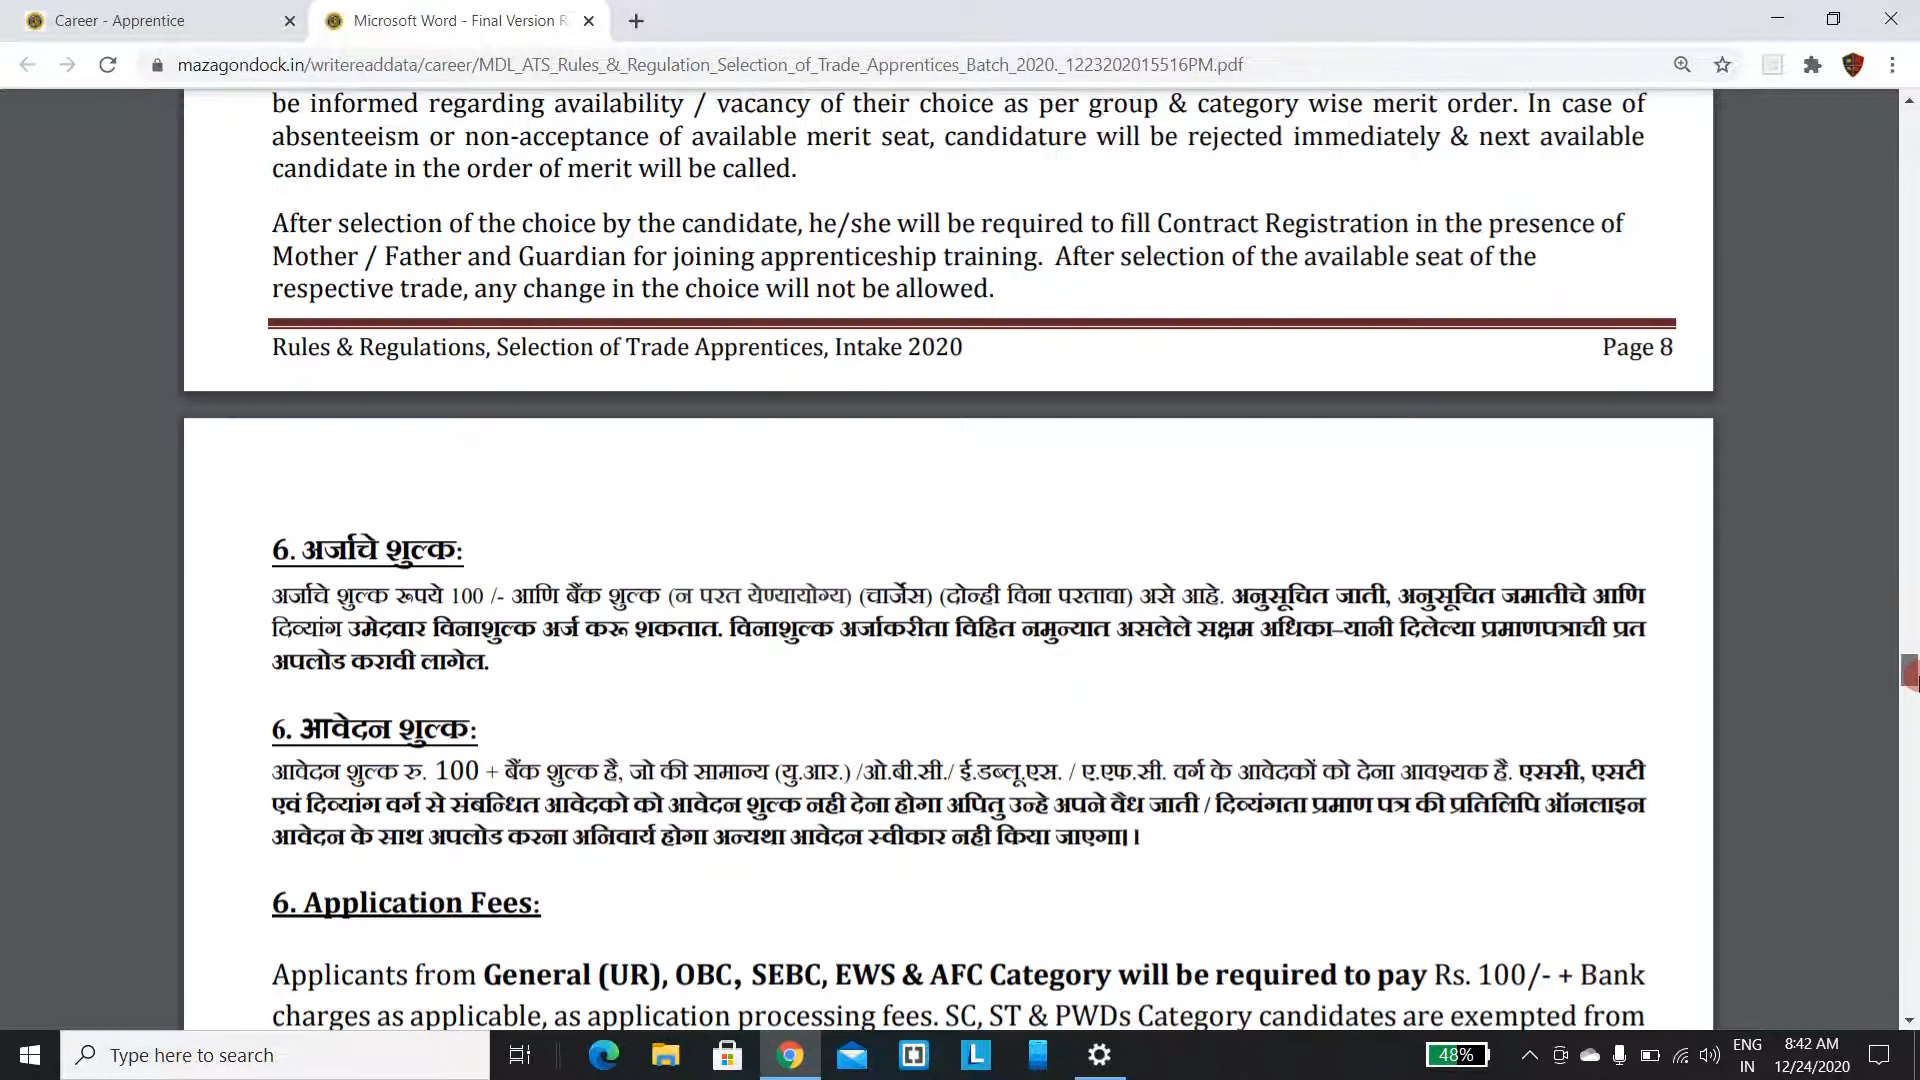 Career - Apprentice
Microsoft Word - Final Version R
mazagondock.in/writereaddata/career/MDL_ATS_Rules_&_Regulation_Selection_of_Trade_Apprentices_Batch_2020._1223202015516PM.pdf
be informed regarding availability / vacancy of their choice as per group & category wise merit order. In case of
absenteeism or non-acceptance of available merit seat, candidature will be rejected immediately & next available
candidate in the order of merit will be called.
After selection of the choice by the candidate, he/she will be required to fill Contract Registration in the presence of
Mother / Father and Guardian for joining apprenticeship training. After selection of the available seat of the
respective trade, any change in the choice will not be allowed.
Rules & Regulations, Selection of Trade Apprentices, Intake 2020 Page 8
6. अर्जाचे शुल्क:
अर्जाचे शुल्क रूपये 100 /- आणि बैंक शुल्क (न परत येण्यायोग्य) (चार्जेस) (दोन्ही विना परतावा) असे आहे. अनुसूचित जाती, अनुसूचित जमातीचे आणि
दिव्यांग उमेदवार विनाशुल्क अर्ज करू शकतात. विनाशुल्क अर्जाकरीता विहित नमुन्यात असलेले सक्षम अधिका–यानी दिलेल्या प्रमाणपत्राची प्रत
अपलोड करावी लागेल.
6. आवेदन शुल्क:
आवेदन शुल्क रु. 100 + बैंक शुल्क है, जो की सामान्य (यु.आर.) /ओ.बी.सी./ ई.डब्लू.एस. / ए.एफ.सी. वर्ग के आवेदकों को देना आवश्यक है. एससी, एसटी
एवं दिव्यांग वर्ग से संबन्धित आवेदको को आवेदन शुल्क नही देना होगा अपितु उन्हे अपने वैध जाती / दिव्यंगता प्रमाण पत्र की प्रतिलिपि ऑनलाइन
आवेदन के साथ अपलोड करना अनिवार्य होगा अन्यथा आवेदन स्वीकार नही किया जाएगा।।
6. Application Fees:
Applicants from General (UR), OBC, SEBC, EWS & AFC Category will be required to pay Rs. 100/- + Bank
charges as applicable, as application processing fees. SC, ST & PWDs Category candidates are exempted from
Type here to search
48%
ENG
IN
8:42 AM
12/24/2020